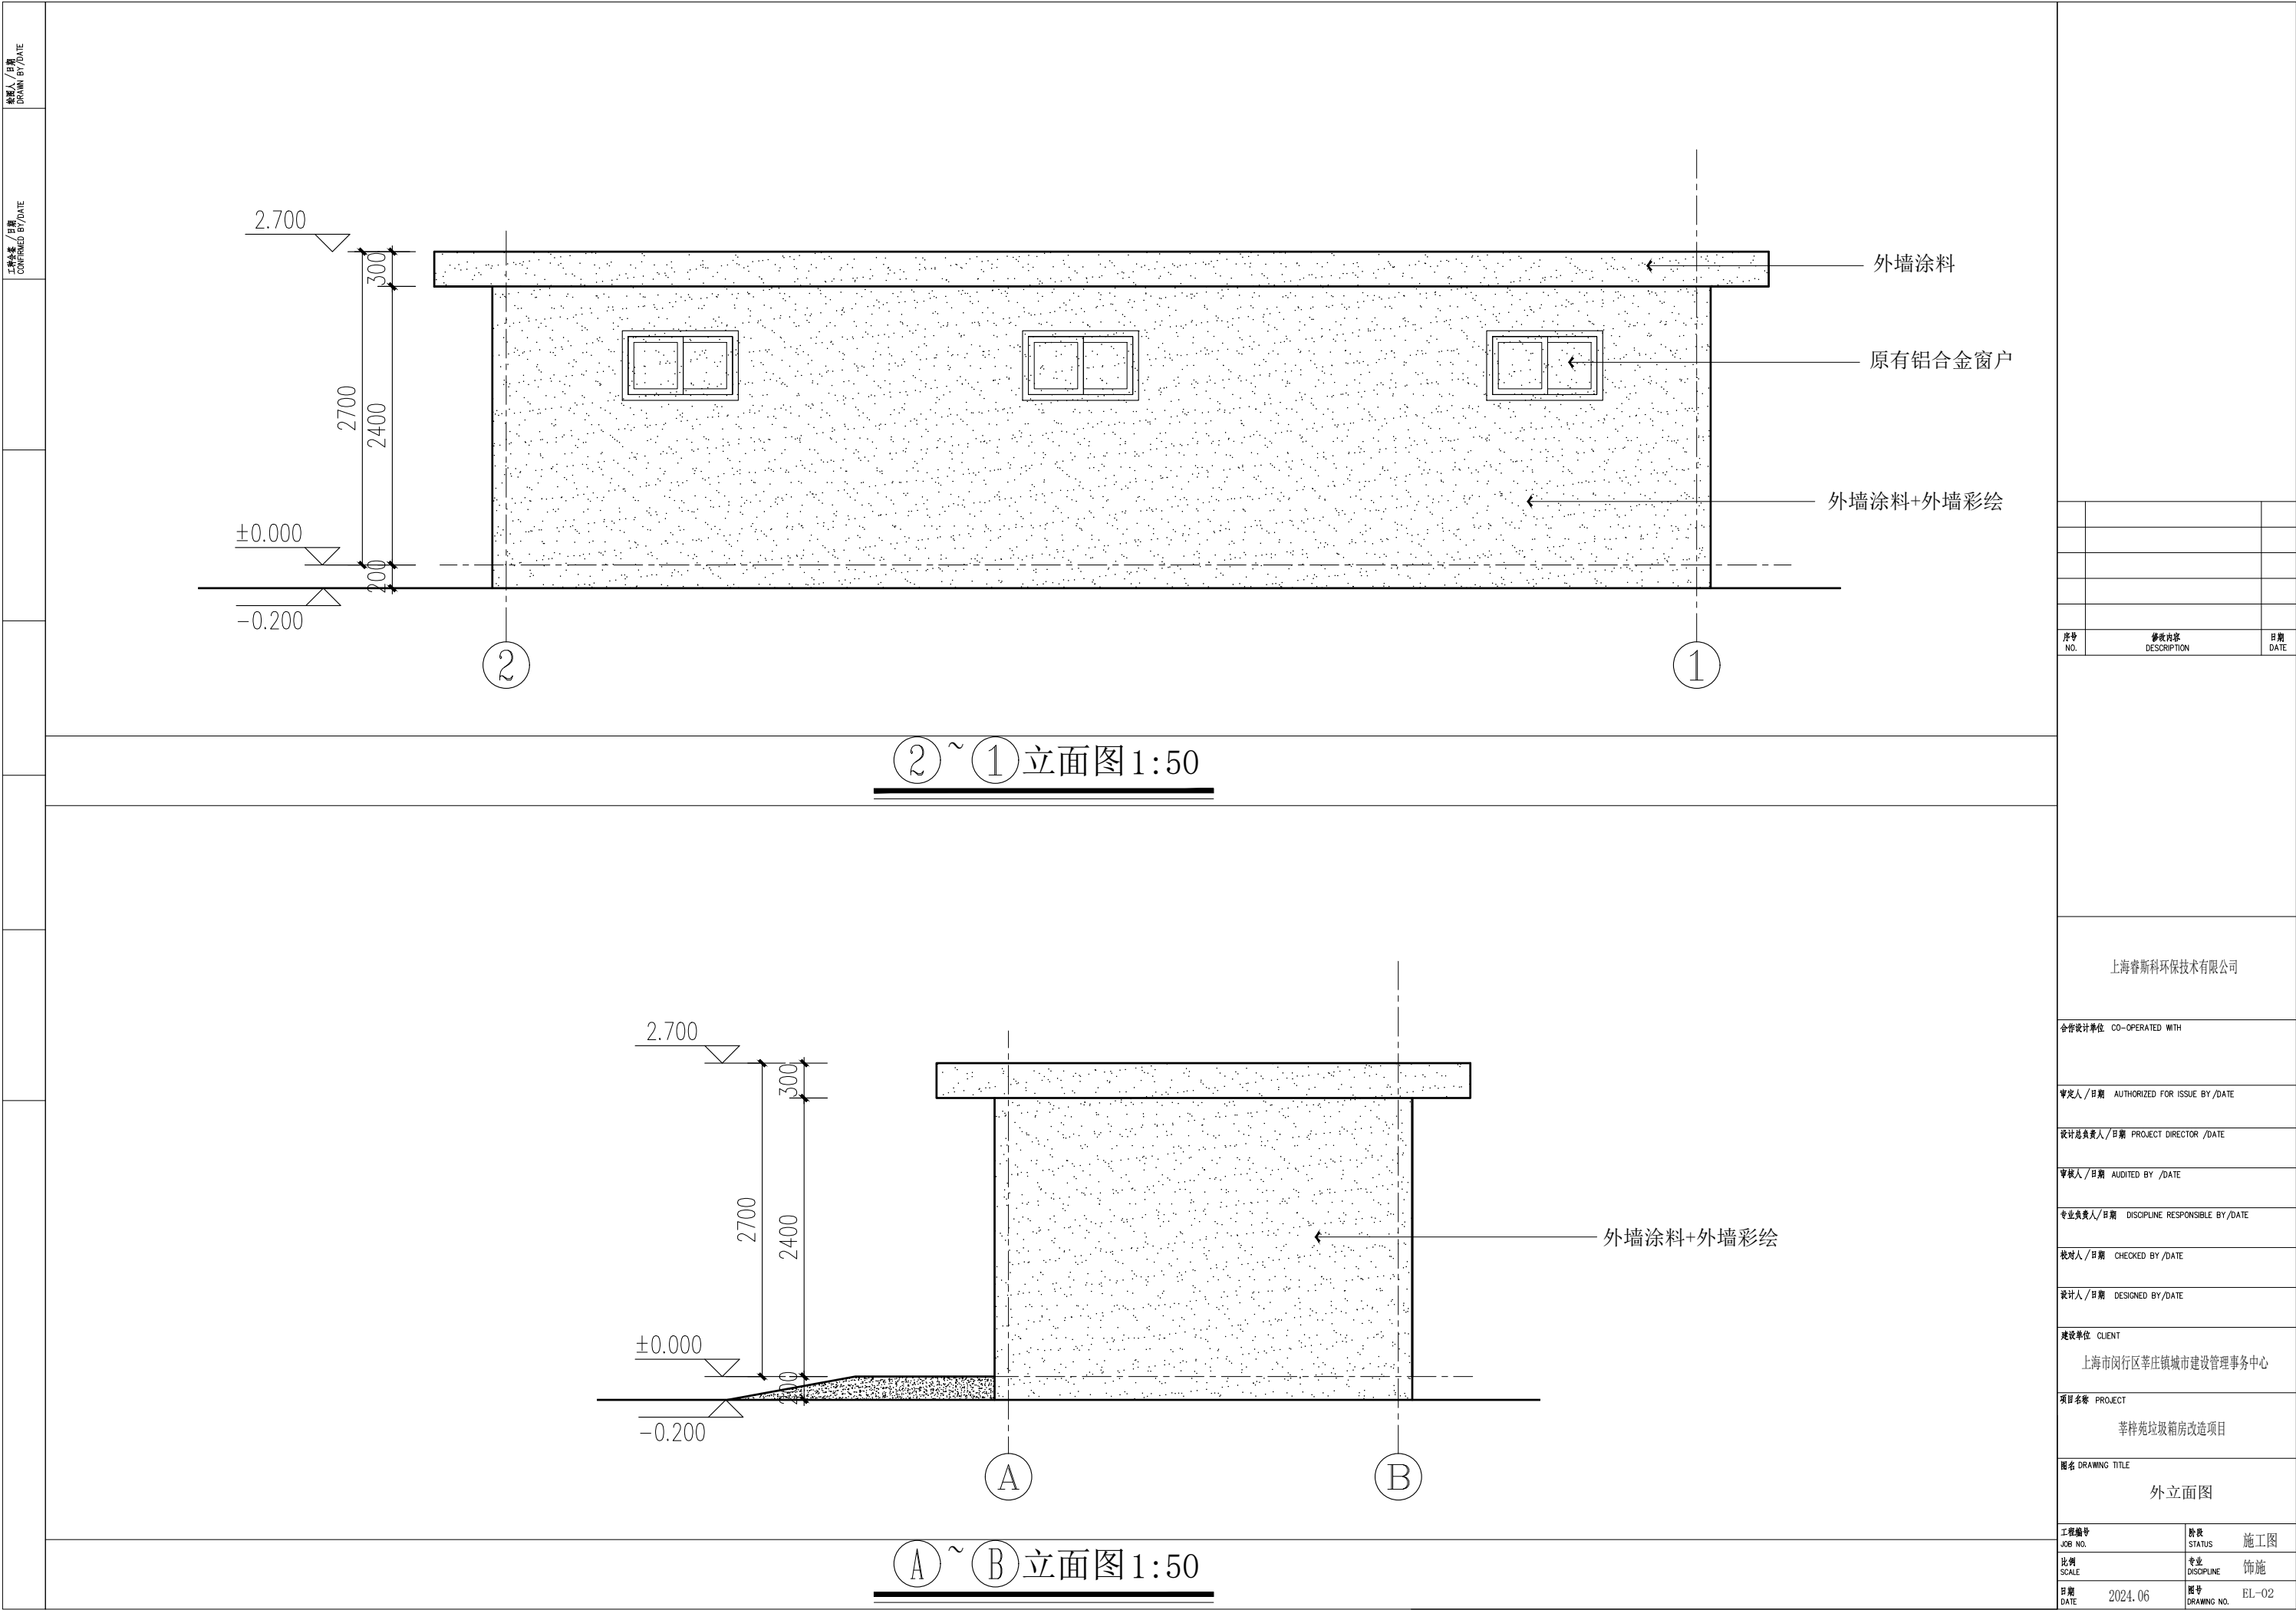 绘图人/日期
DRAWN BY/DATE
工种会签/日期
CONFIRMED BY/DATE
2.700
300
2700
2400
±0.000
200
-0.200
外墙涂料
原有铝合金窗户
外墙涂料+外墙彩绘
2
1
2~1立面图1:50
2.700
300
2700
2400
±0.000
200
-0.200
外墙涂料+外墙彩绘
A
B
A~B立面图1:50
序号 修改内容 日期
NO. DESCRIPTION DATE
上海睿斯科环保技术有限公司
合作设计单位 CO-OPERATED WITH
审定人/日期 AUTHORIZED FOR ISSUE BY/DATE
设计总负责人/日期 PROJECT DIRECTOR /DATE
审核人/日期 AUDITED BY /DATE
专业负责人/日期 DISCIPLINE RESPONSIBLE BY/DATE
校对人/日期 CHECKED BY/DATE
设计人/日期 DESIGNED BY/DATE
建设单位 CLIENT
上海市闵行区莘庄镇城市建设管理事务中心
项目名称 PROJECT
莘梓苑垃圾箱房改造项目
图名 DRAWING TITLE
外立面图
工程编号 JOB NO.
阶段 STATUS 施工图
比例 SCALE
专业 DISCIPLINE 饰施
日期 DATE 2024.06
图号 DRAWING NO. EL-02